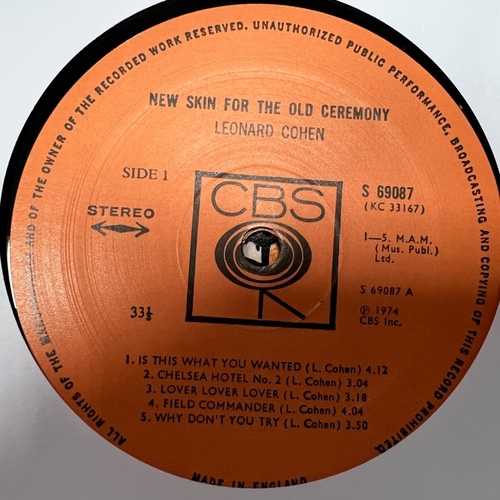 ALL RIGHTS OF THE MANUFACTURER AND OF THE OWNER OF THE RECORDED WORK RESERVED. UNAUTHORIZED PUBLIC PERFORMANCE, BROADCASTING AND COPYING OF THIS RECORD PROHIBITED.
NEW SKIN FOR THE OLD CEREMONY
LEONARD COHEN
SIDE 1
CBS
S 69087
(KC 33167)
STEREO
1—5. M.A.M.
(Mus. Publ.)
Ltd.
S 69087 A
33⅓
℗ 1974
CBS Inc.
1. IS THIS WHAT YOU WANTED (L. Cohen) 4.12
2. CHELSEA HOTEL No. 2 (L. Cohen) 3.04
3. LOVER LOVER LOVER (L. Cohen) 3.18
4. FIELD COMMANDER (L. Cohen) 4.04
5. WHY DON'T YOU TRY (L. Cohen) 3.50
MADE IN ENGLAND